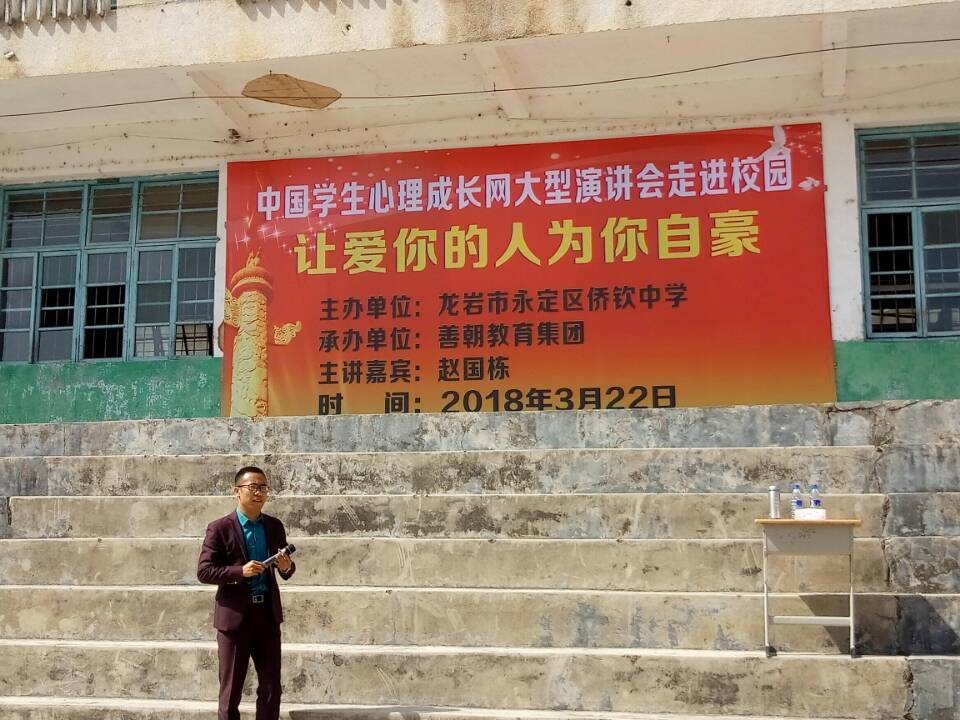 中国学生心理成长网大型演讲会走进校园
让爱你的人为你自豪
主办单位：龙岩市永定区侨钦中学
承办单位：善朝教育集团
主讲嘉宾：赵国栋
时　间：2018年3月22日